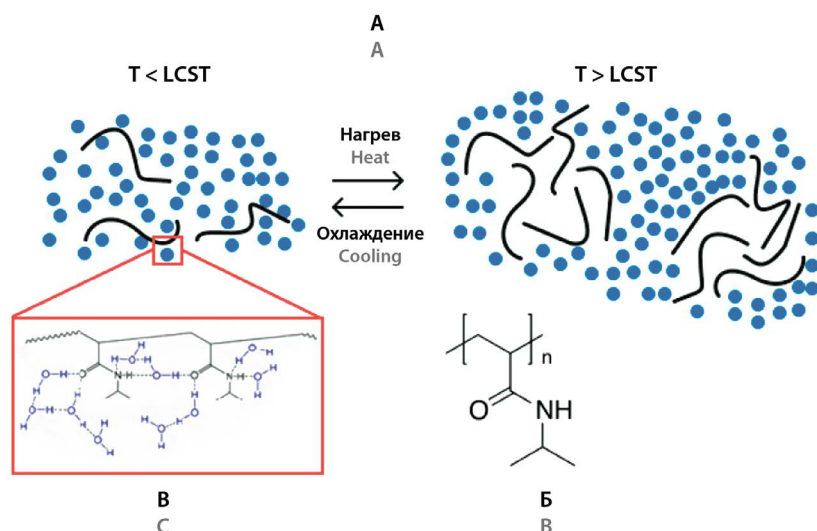 А
A
T < LCST
T > LCST
Нагрев
Heat
Охлаждение
Cooling
n
O
NH
В
C
Б
B